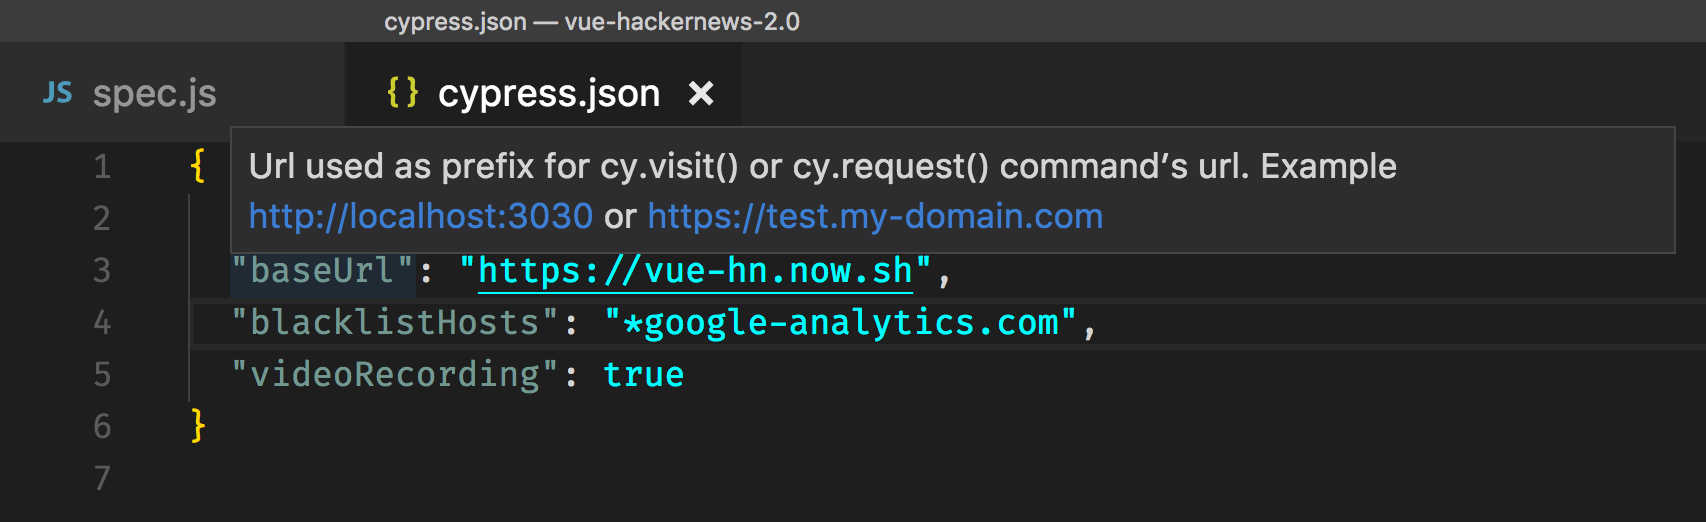 cypress.json — vue-hackernews-2.0
JS spec.js {} cypress.json ×
1 {
Url used as prefix for cy.visit() or cy.request() command’s url. Example
2
http://localhost:3030 or https://test.my-domain.com
3 "baseUrl": "https://vue-hn.now.sh",
4 "blacklistHosts": "*google-analytics.com",
5 "videoRecording": true
6 }
7